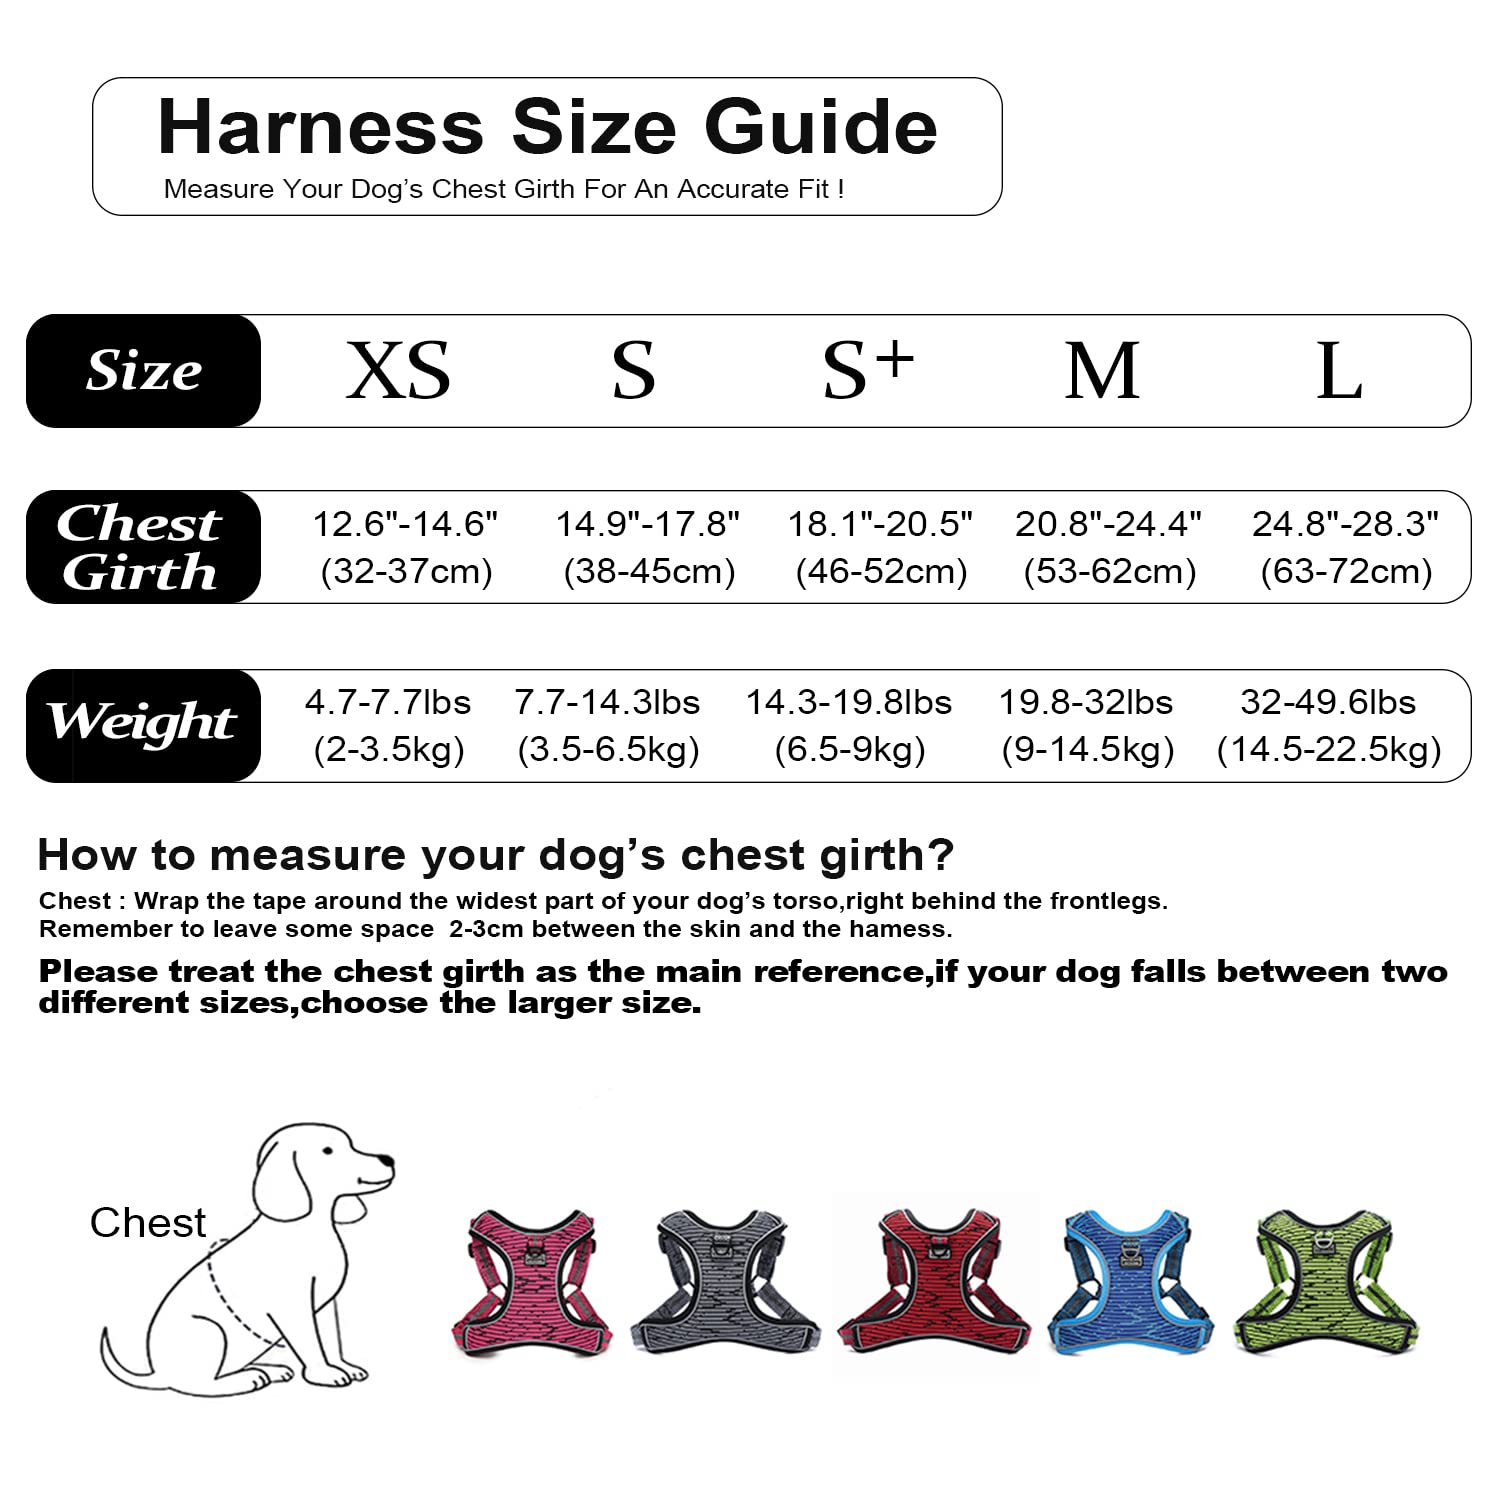 Harness Size Guide
Measure Your Dog’s Chest Girth For An Accurate Fit !
Size XS S S+ M L
Chest Girth
12.6"-14.6" 14.9"-17.8" 18.1"-20.5" 20.8"-24.4" 24.8"-28.3"
(32-37cm) (38-45cm) (46-52cm) (53-62cm) (63-72cm)
Weight
4.7-7.7lbs 7.7-14.3lbs 14.3-19.8lbs 19.8-32lbs 32-49.6lbs
(2-3.5kg) (3.5-6.5kg) (6.5-9kg) (9-14.5kg) (14.5-22.5kg)
How to measure your dog’s chest girth?
Chest : Wrap the tape around the widest part of your dog’s torso,right behind the frontlegs.
Remember to leave some space 2-3cm between the skin and the hamess.
Please treat the chest girth as the main reference,if your dog falls between two
different sizes,choose the larger size.
Chest